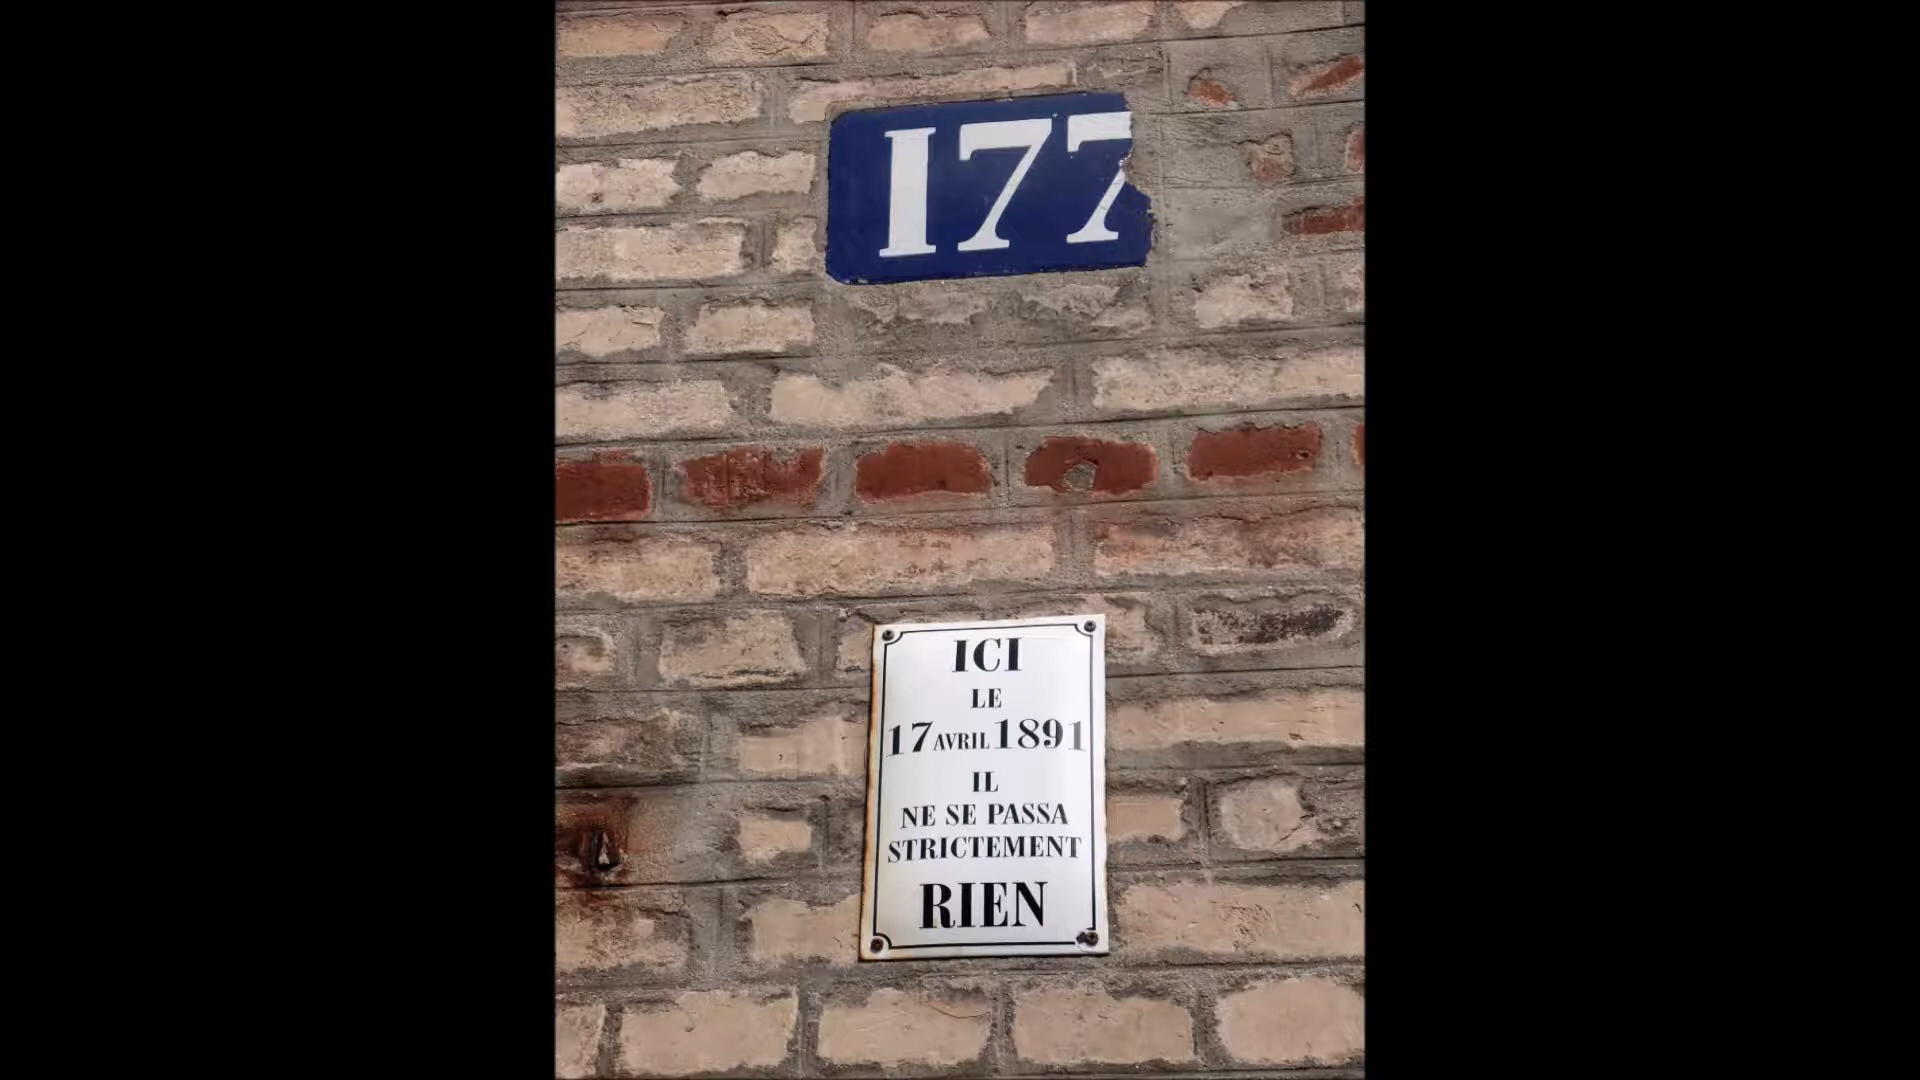 177
ICI
LE
17 AVRIL 1891
IL
NE SE PASSA
STRICTEMENT
RIEN